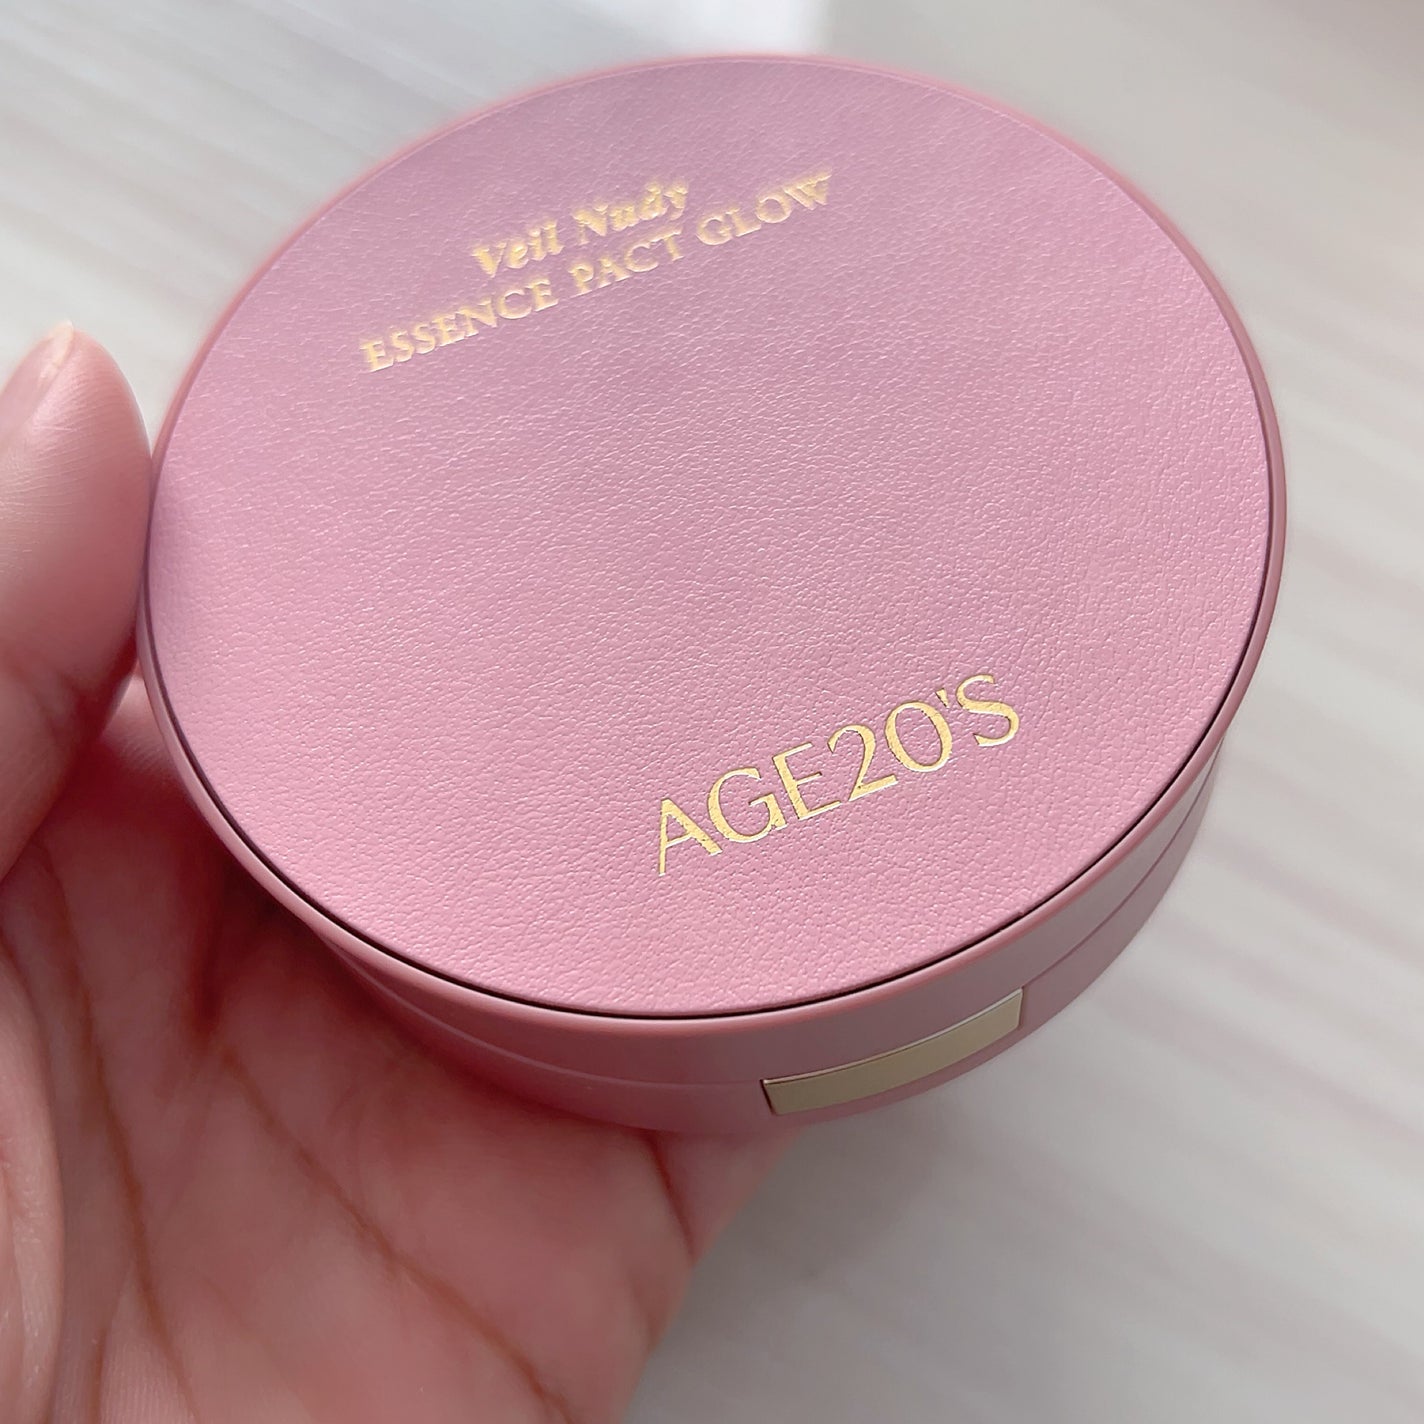 Veil Nudy
ESSENCE PACT GLOW
AGE20'S